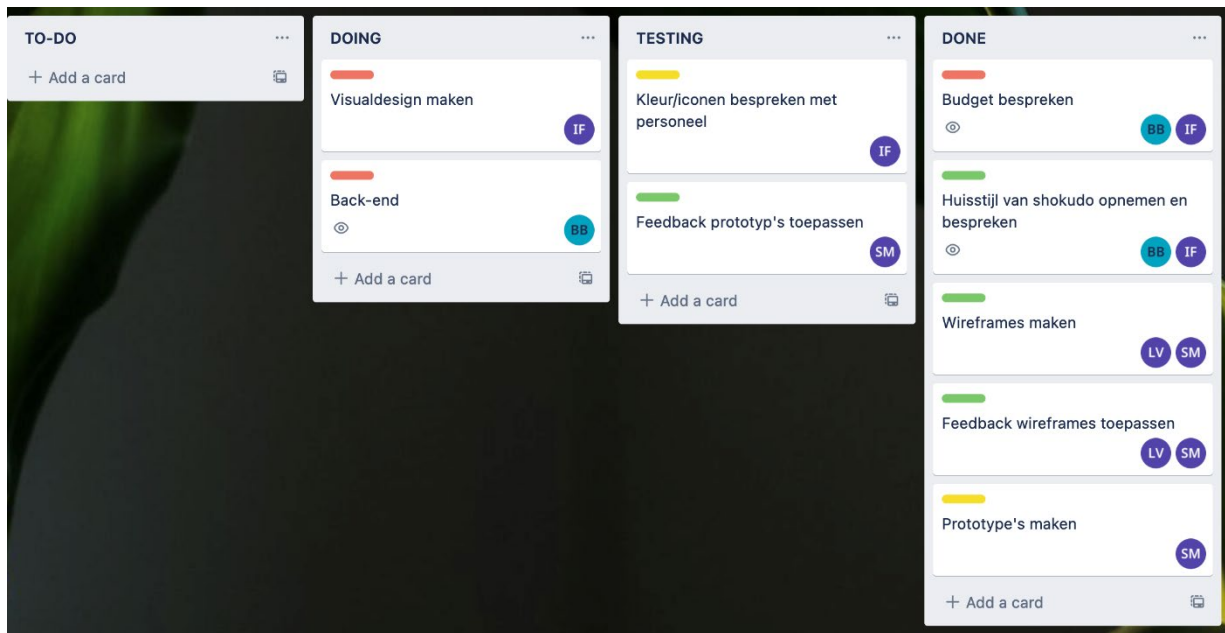 TO-DO
Add a card
DOING
Visualdesign maken
IF
Back-end
BB
Add a card
TESTING
Kleur/iconen bespreken met
personeel
IF
Feedback prototyp's toepassen
SM
Add a card
DONE
Budget bespreken
BB IF
Huisstijl van shokudo opnemen en
bespreken
BB IF
Wireframes maken
LV SM
Feedback wireframes toepassen
LV SM
Prototype's maken
SM
Add a card